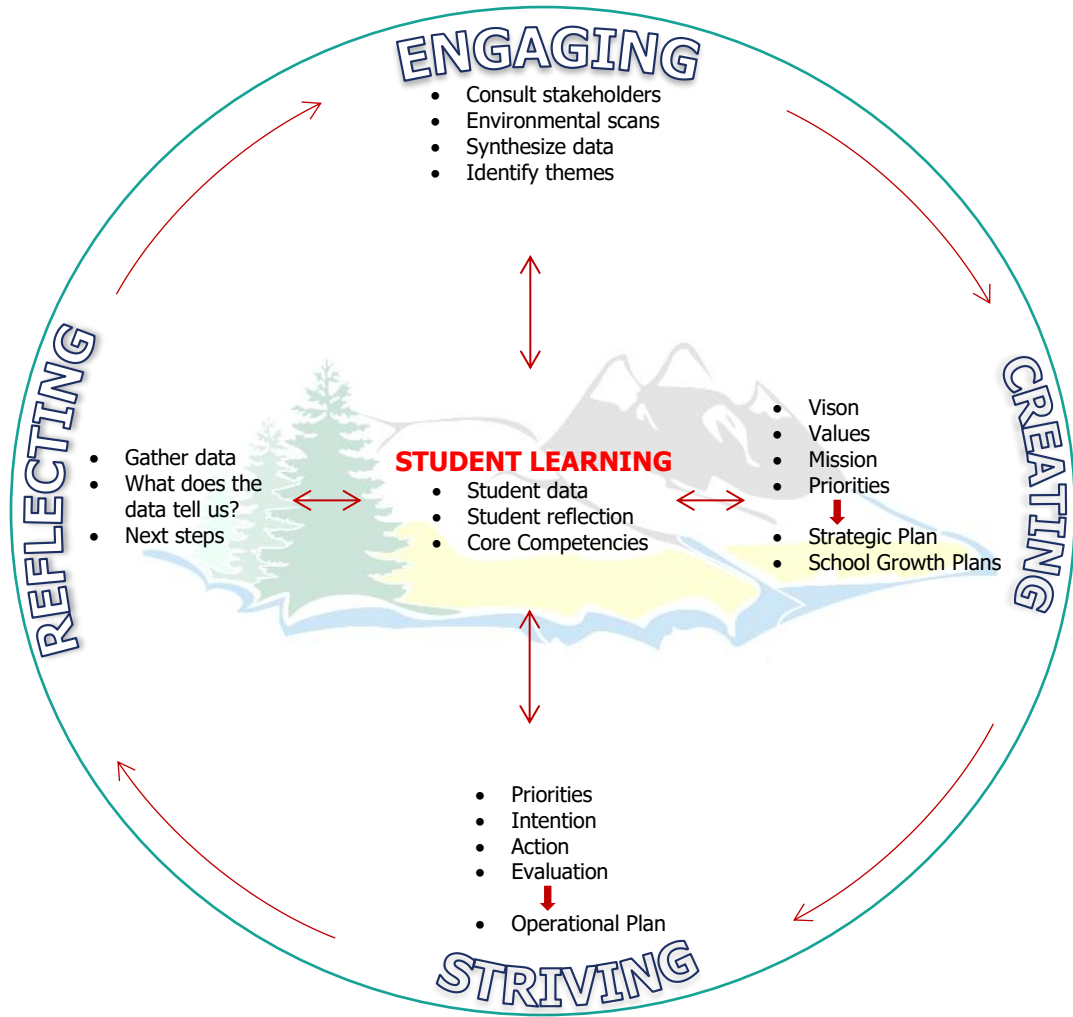 ENGAGING
• Consult stakeholders
• Environmental scans
• Synthesize data
• Identify themes
CREATING
• Vison
• Values
• Mission
• Priorities
• Strategic Plan
• School Growth Plans
STUDENT LEARNING
• Student data
• Student reflection
• Core Competencies
REFLECTING
• Gather data
• What does the
data tell us?
• Next steps
• Priorities
• Intention
• Action
• Evaluation
• Operational Plan
STRIVING